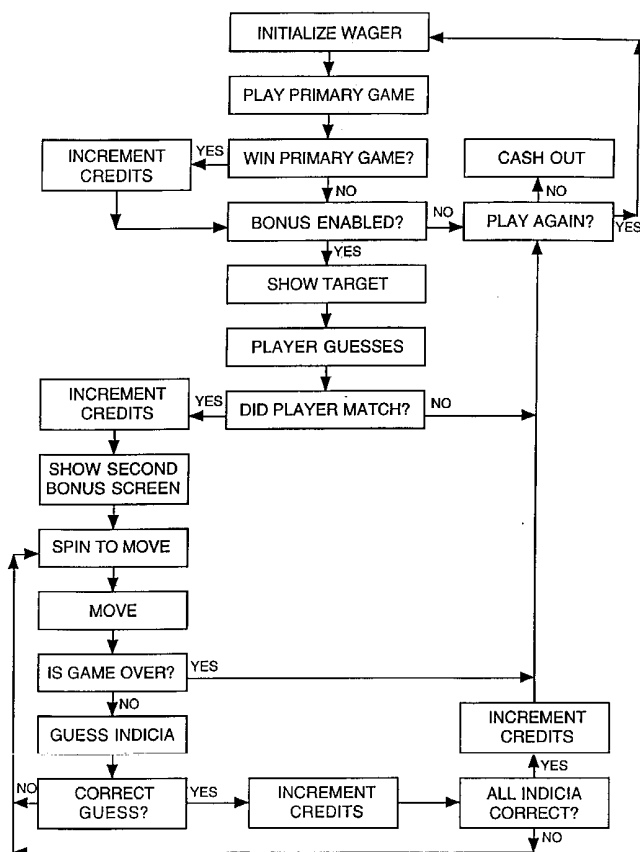 INITIALIZE WAGER
PLAY PRIMARY GAME
INCREMENT
CREDITS
YES
WIN PRIMARY GAME?
CASH OUT
NO
NO
BONUS ENABLED?
NO
PLAY AGAIN?
YES
YES
SHOW TARGET
PLAYER GUESSES
INCREMENT
CREDITS
YES
DID PLAYER MATCH?
NO
SHOW SECOND
BONUS SCREEN
SPIN TO MOVE
MOVE
IS GAME OVER?
YES
NO
GUESS INDICIA
INCREMENT
CREDITS
YES
NO
CORRECT
GUESS?
YES
INCREMENT
CREDITS
ALL INDICIA
CORRECT?
NO